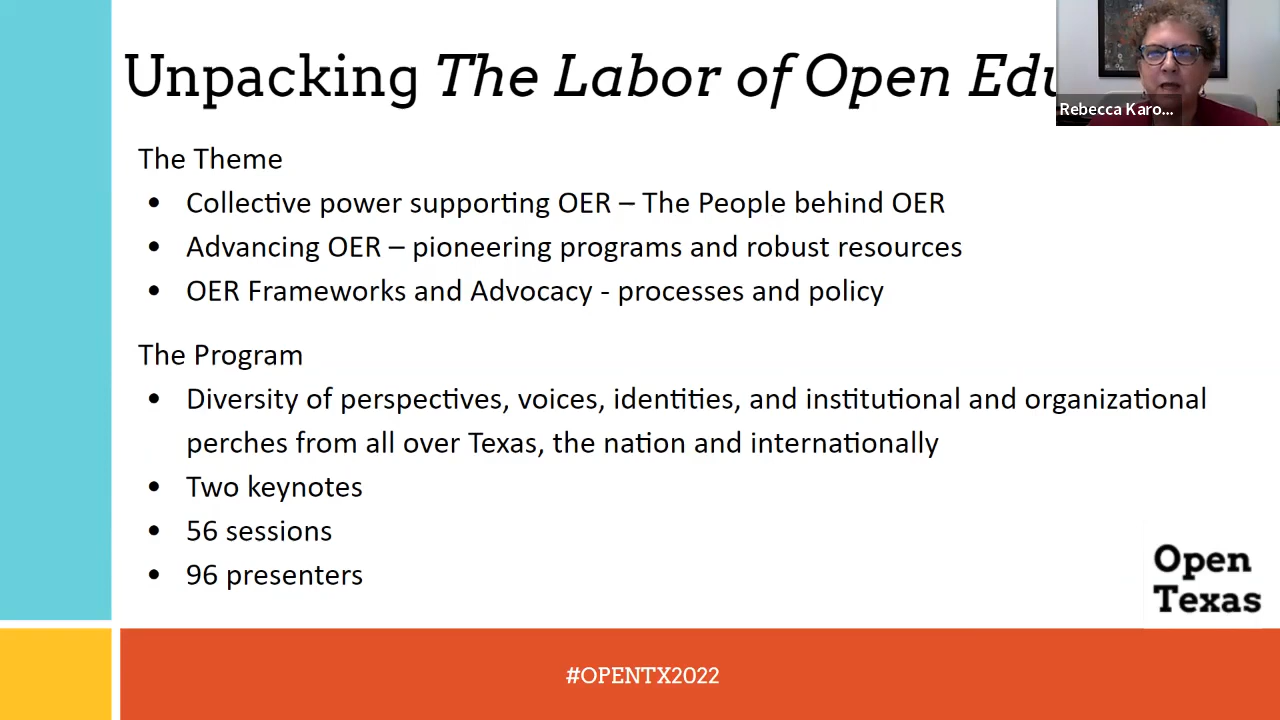 Unpacking The Labor of Open Edu
Rebecca Karo...
The Theme
• Collective power supporting OER – The People behind OER
• Advancing OER – pioneering programs and robust resources
• OER Frameworks and Advocacy - processes and policy
The Program
• Diversity of perspectives, voices, identities, and institutional and organizational
perches from all over Texas, the nation and internationally
• Two keynotes
• 56 sessions
• 96 presenters
Open
Texas
#OPENTX2022